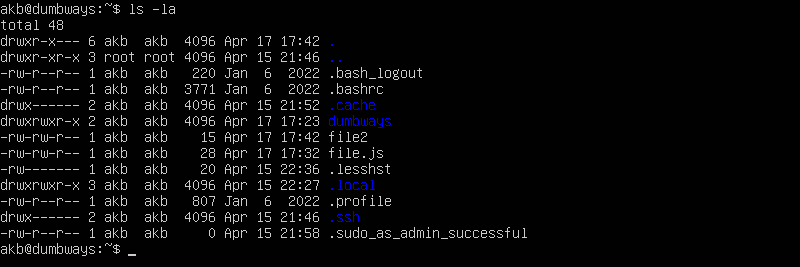 akb@dumbways:~$ ls -la
total 48
drwxr-x--- 6 akb  akb  4096 Apr 17 17:42 .
drwxr-xr-x 3 root root 4096 Apr 15 21:46 ..
-rw-r--r-- 1 akb  akb   220 Jan  6  2022 .bash_logout
-rw-r--r-- 1 akb  akb  3771 Jan  6  2022 .bashrc
drwx------ 2 akb  akb  4096 Apr 15 21:52 .cache
drwxrwxr-x 2 akb  akb  4096 Apr 17 17:23 dumbways
-rw-rw-r-- 1 akb  akb    15 Apr 17 17:42 file2
-rw-rw-r-- 1 akb  akb    28 Apr 17 17:32 file.js
-rw------- 1 akb  akb    20 Apr 15 22:36 .lesshst
drwxrwxr-x 3 akb  akb  4096 Apr 15 22:27 .local
-rw-r--r-- 1 akb  akb   807 Jan  6  2022 .profile
drwx------ 2 akb  akb  4096 Apr 15 21:46 .ssh
-rw-r--r-- 1 akb  akb     0 Apr 15 21:58 .sudo_as_admin_successful
akb@dumbways:~$ _